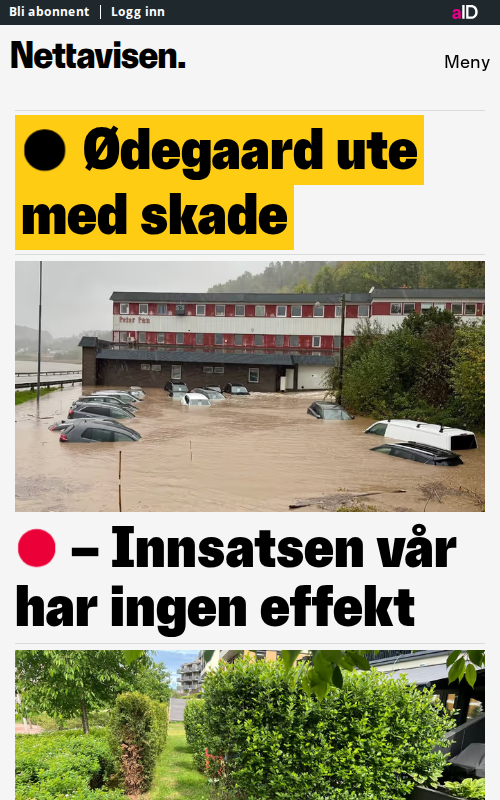 Bli abonnent | Logg inn
aID
Nettavisen.
Meny
Ødegaard ute
med skade
Peter Pan
– Innsatsen vår
har ingen effekt